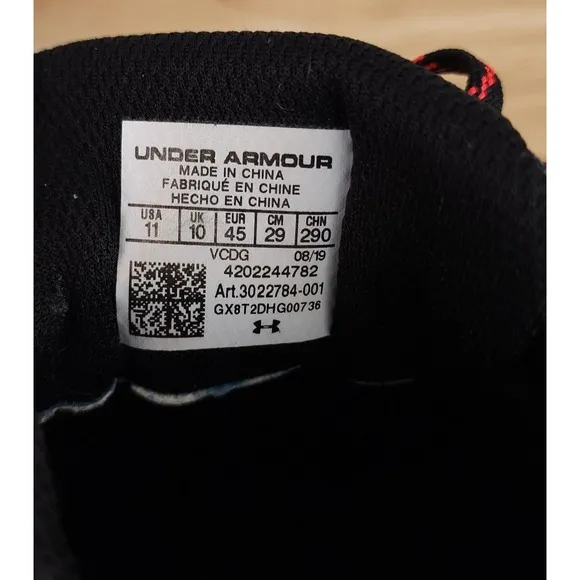 UNDER ARMOUR
MADE IN CHINA
FABRIQUÉ EN CHINE
HECHO EN CHINA
USA UK EUR CM CHN
11 10 45 29 290
VCDG 08/19
4202244782
Art.3022784-001
GX8T2DHG00736